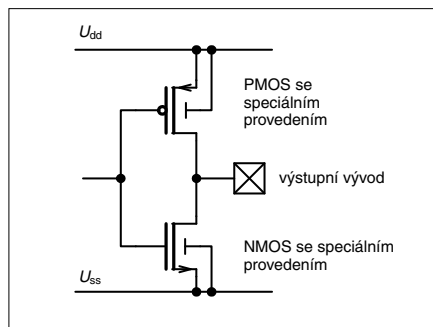 Udd
PMOS se
speciálním
provedením
výstupní vývod
NMOS se speciálním
provedením
Uss